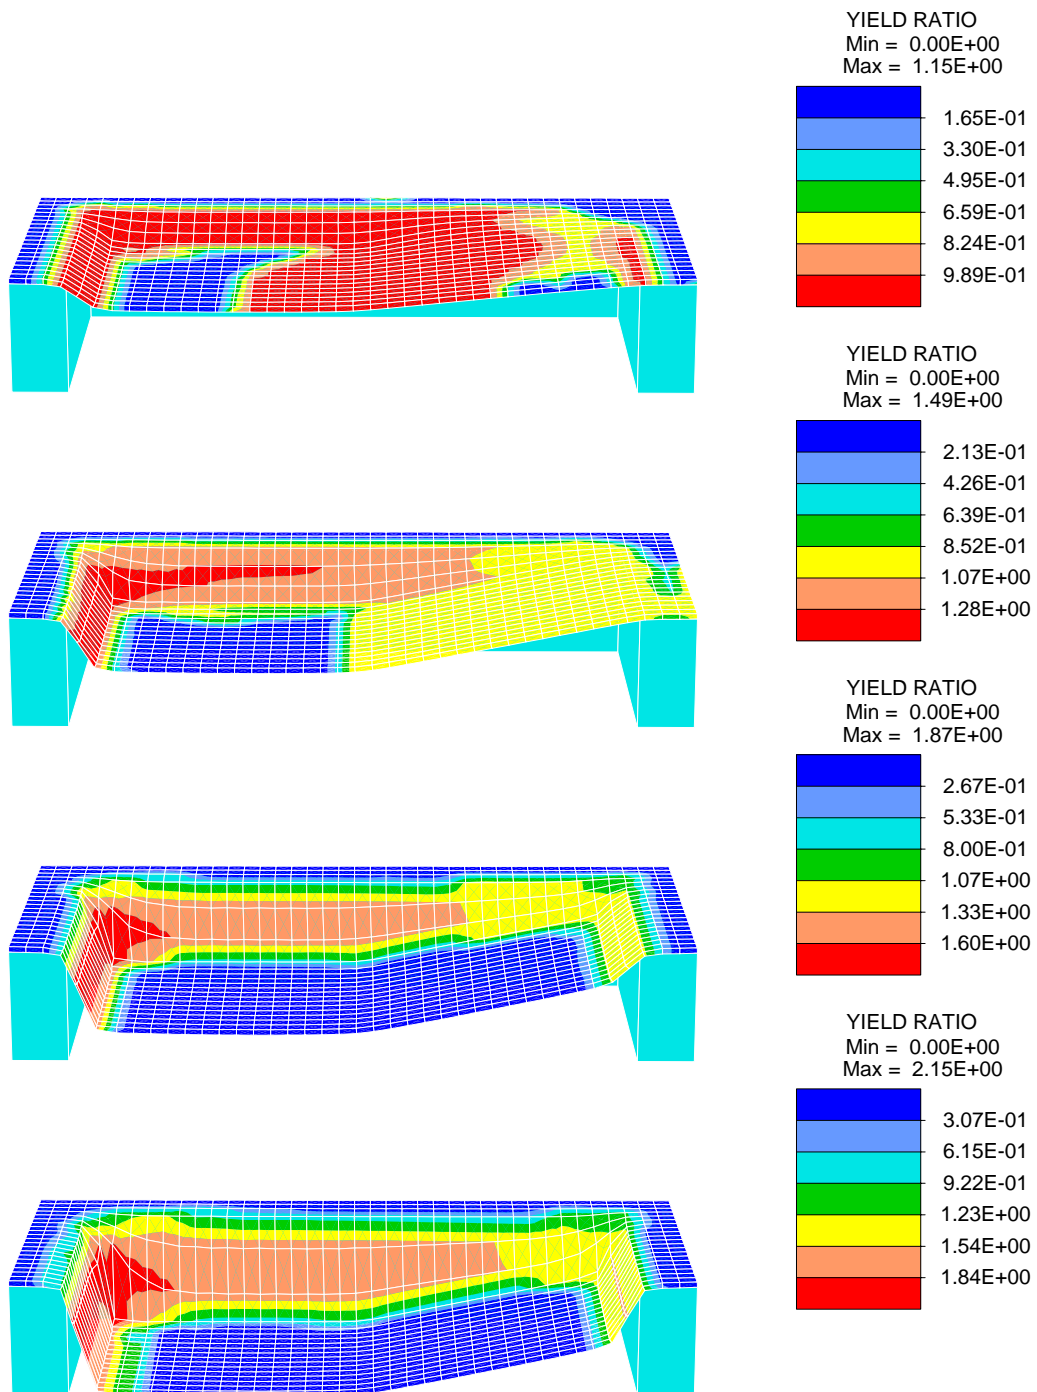 YIELD RATIO
Min = 0.00E+00
Max = 1.15E+00
1.65E-01
3.30E-01
4.95E-01
6.59E-01
8.24E-01
9.89E-01
YIELD RATIO
Min = 0.00E+00
Max = 1.49E+00
2.13E-01
4.26E-01
6.39E-01
8.52E-01
1.07E+00
1.28E+00
YIELD RATIO
Min = 0.00E+00
Max = 1.87E+00
2.67E-01
5.33E-01
8.00E-01
1.07E+00
1.33E+00
1.60E+00
YIELD RATIO
Min = 0.00E+00
Max = 2.15E+00
3.07E-01
6.15E-01
9.22E-01
1.23E+00
1.54E+00
1.84E+00